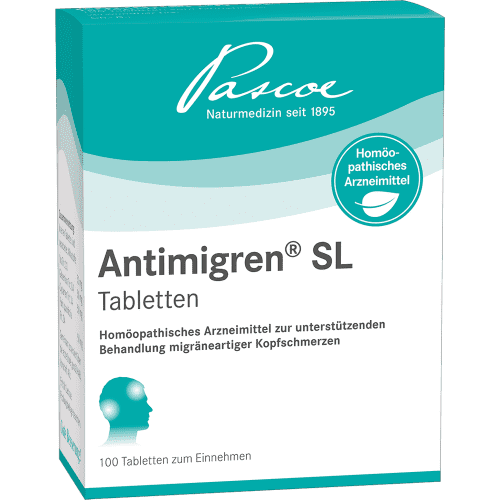 Pascoe
Naturmedizin seit 1895
Homöo-
pathisches
Arzneimittel
Antimigren® SL
Tabletten
Homöopathisches Arzneimittel zur unterstützenden
Behandlung migräneartiger Kopfschmerzen
100 Tabletten zum Einnehmen